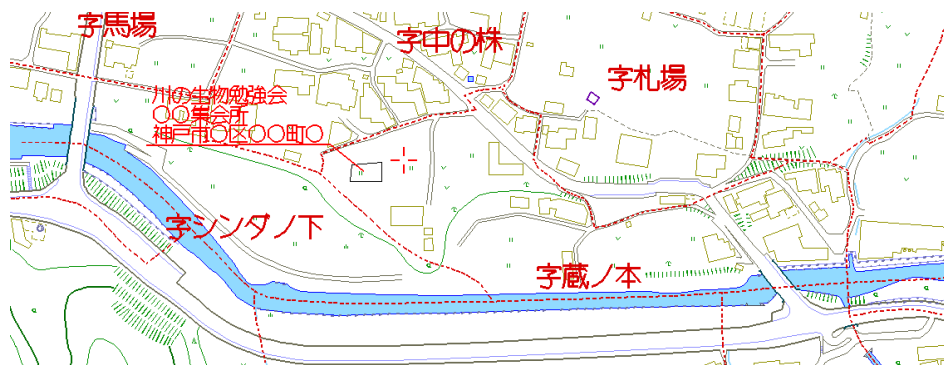 字馬場
字中の株
字札場
川の生物勉強会
〇〇集会所
神戸市〇区〇〇町〇
字シンダノ下
字蔵ノ本